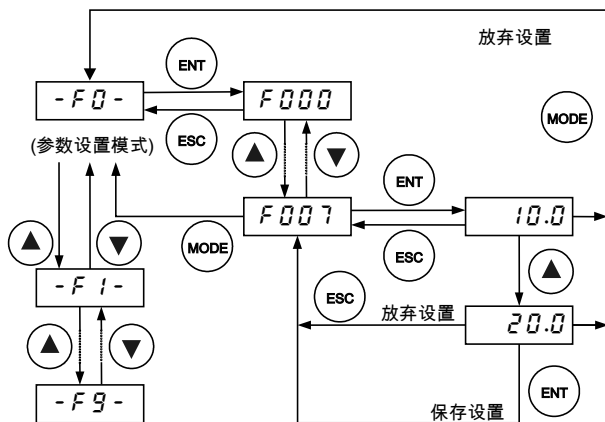 放弃设置
ENT
-F0-
F000
ESC
MODE
(参数设置模式)
▲ ▼
ENT
F007
10.0
MODE
ESC
▲ ▼
▲
-F1-
ESC
放弃设置
20.0
▲ ▼
ENT
-F9-
保存设置